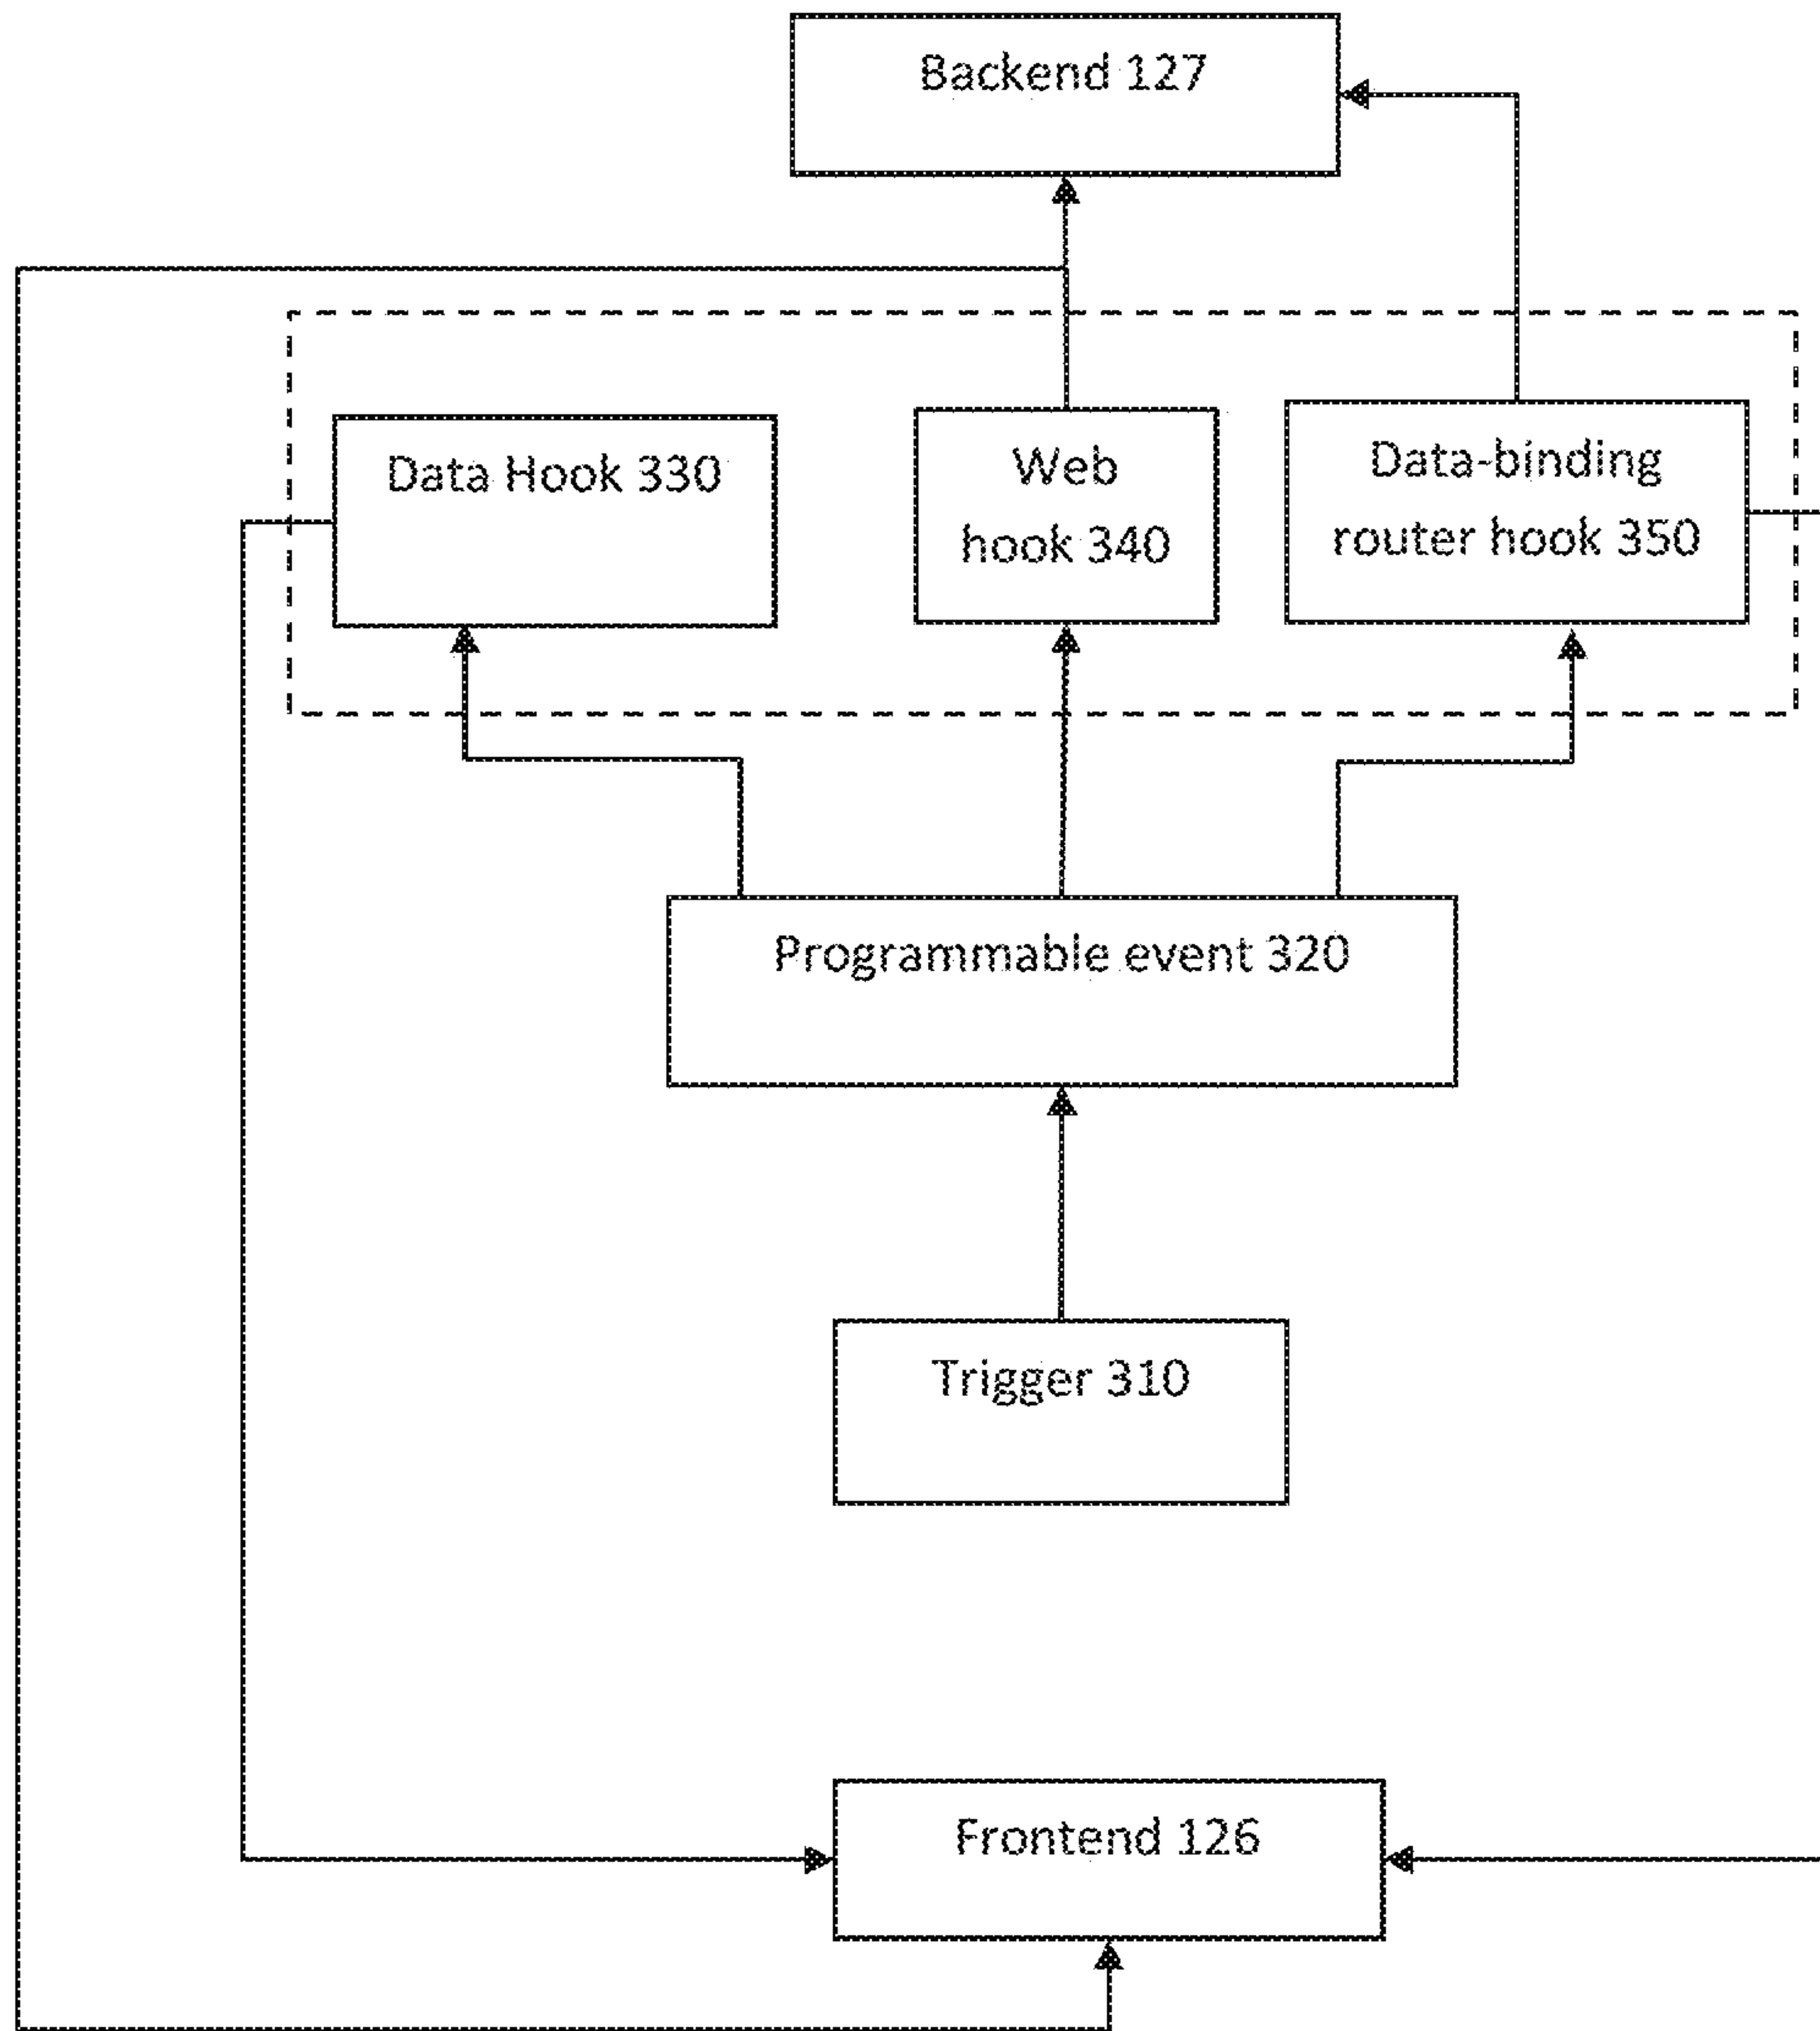 Backend 127
Data Hook 330
Web
hook 340
Data-binding
router hook 350
Programmable event 320
Trigger 310
Frontend 126